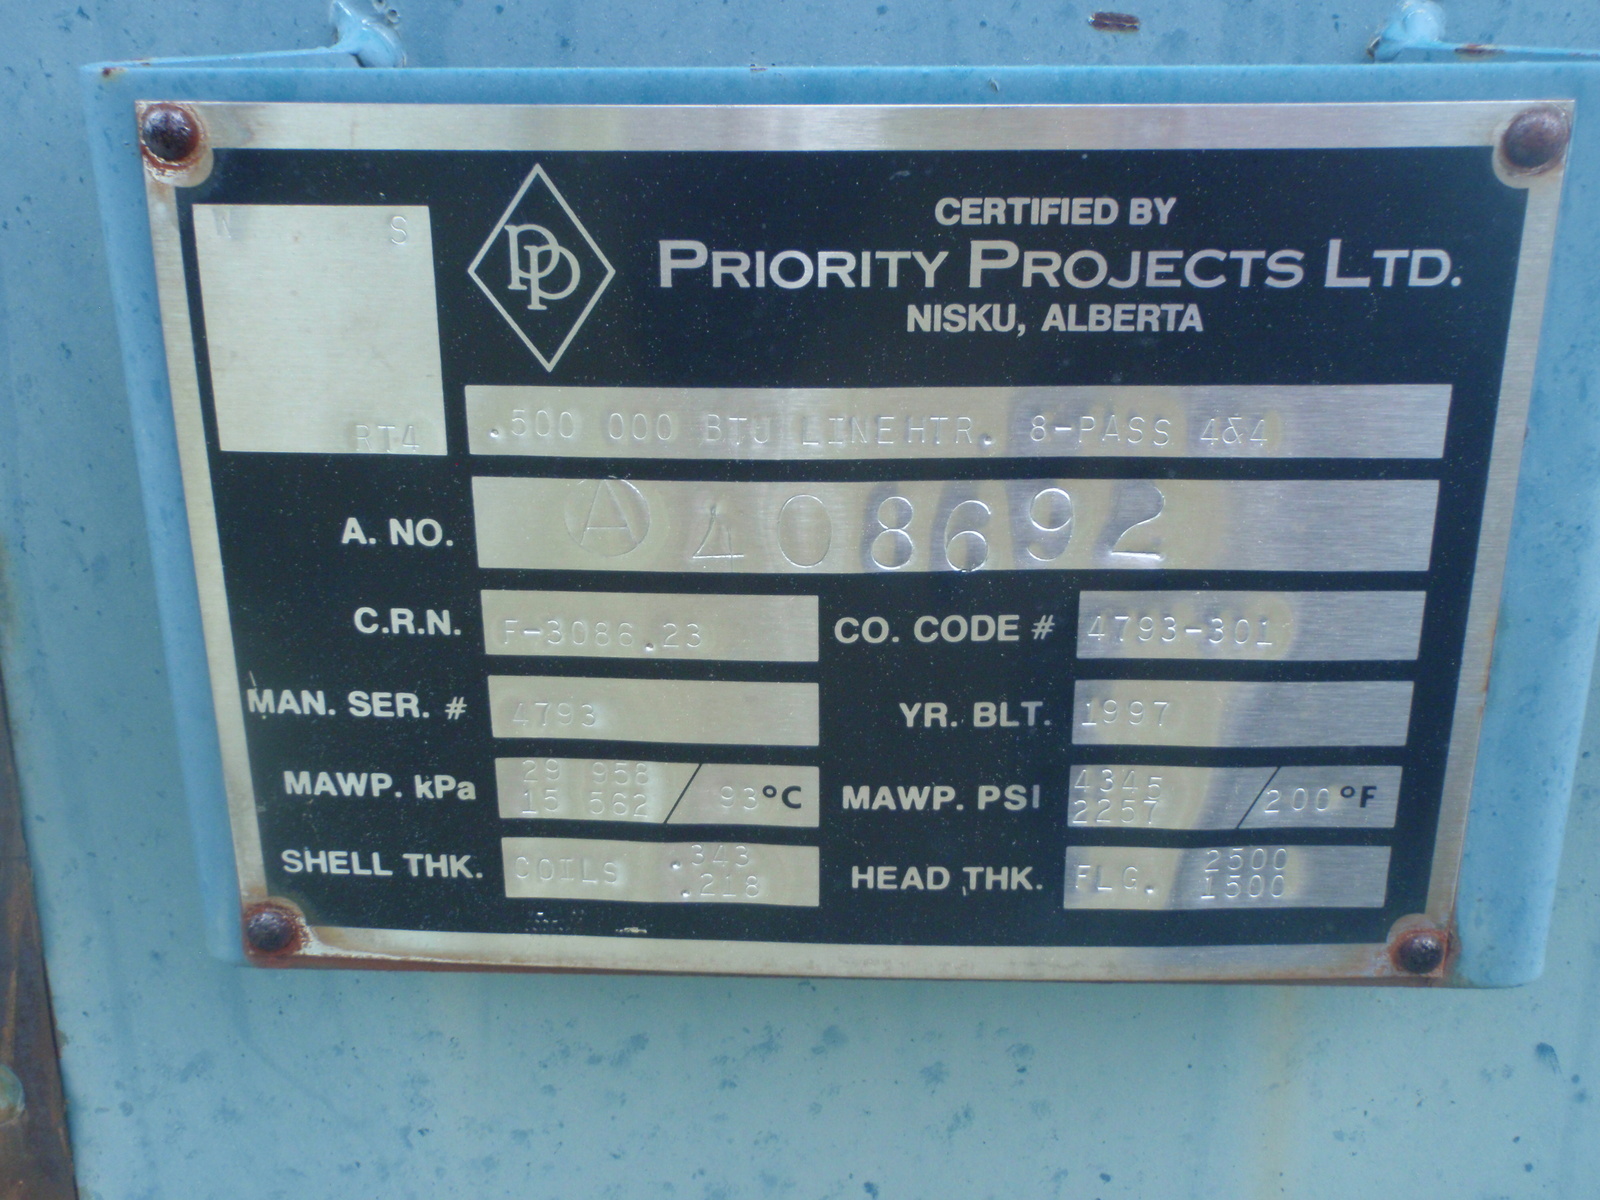 W S
RT4
PP
CERTIFIED BY
PRIORITY PROJECTS LTD.
NISKU, ALBERTA
.500 000 BTU LINEHTR. 8-PASS 4&4
A. NO. A 408692
C.R.N. F-3086.23 CO. CODE # 4793-301
MAN. SER. # 4793 YR. BLT. 1997
MAWP. kPa 29 958 / 93°C MAWP. PSI 4345 / 200°F
15 562 2257
SHELL THK. COILS .343 HEAD THK. FLG. 2500
.218 1500